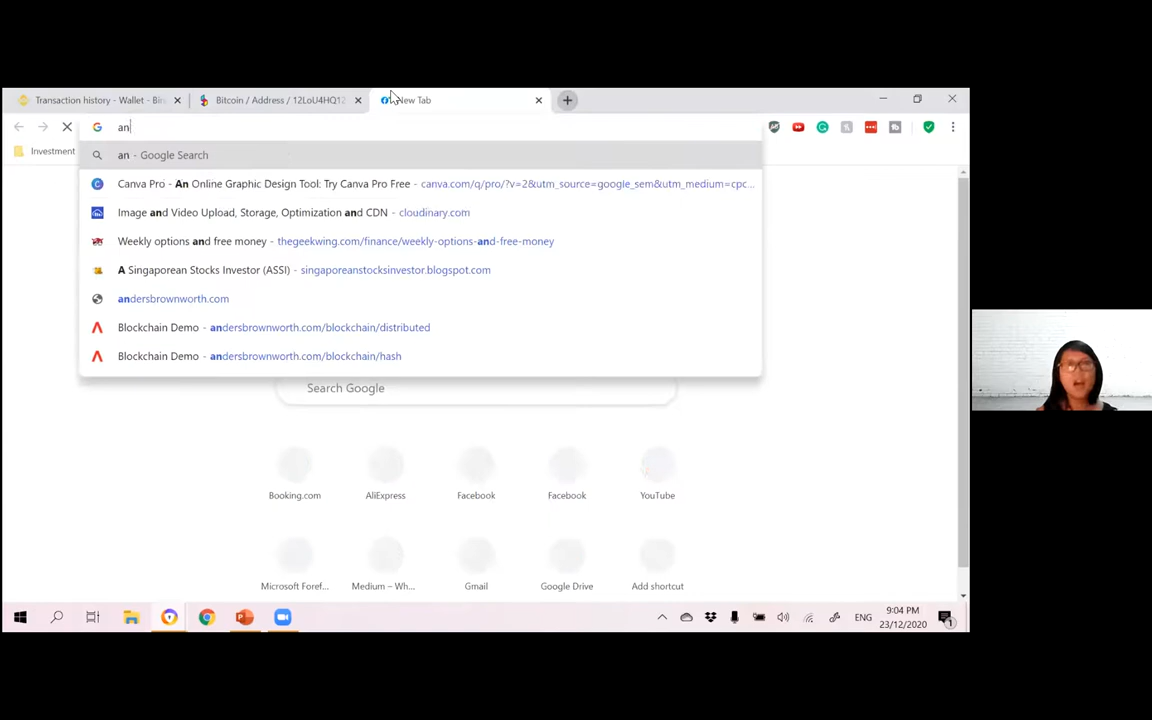 Transaction history - Wallet - Bin
Bitcoin / Address / 12LoU4HQ12
New Tab
an
Investment
an - Google Search
Canva Pro - An Online Graphic Design Tool: Try Canva Pro Free - canva.com/q/pro/?v=2&utm_source=google_sem&utm_medium=cpc...
Image and Video Upload, Storage, Optimization and CDN - cloudinary.com
Weekly options and free money - thegeekwing.com/finance/weekly-options-and-free-money
A Singaporean Stocks Investor (ASSI) - singaporeanstocksinvestor.blogspot.com
andersbrownworth.com
Blockchain Demo - andersbrownworth.com/blockchain/distributed
Blockchain Demo - andersbrownworth.com/blockchain/hash
Search Google
Booking.com AliExpress Facebook Facebook YouTube
Microsoft Foref... Medium – Wh... Gmail Google Drive Add shortcut
ENG
9:04 PM
23/12/2020